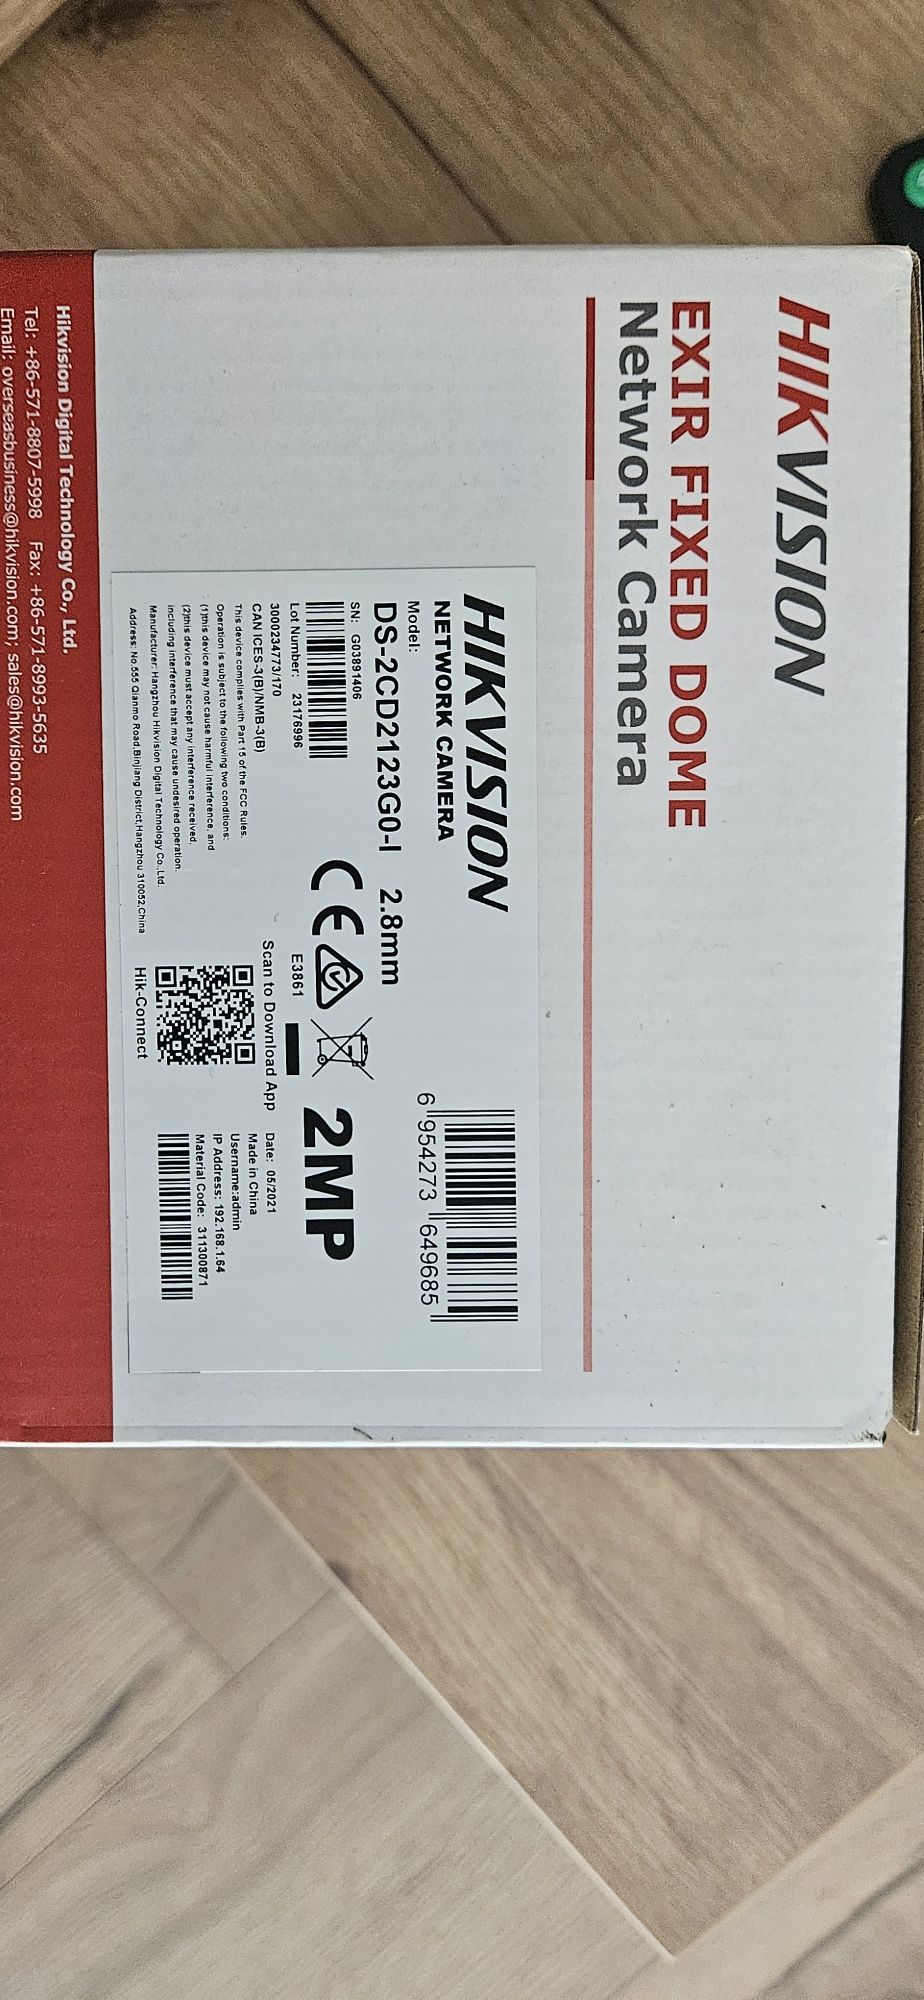 HIKVISION
EXIR FIXED DOME
Network Camera
HIKVISION
NETWORK CAMERA
Model:
DS-2CD2123G0-I 2.8mm
SN: G03891406
Lot Number: 23176996
3000234773/170
CAN ICES-3(B)/NMB-3(B)
This device complies with Part 15 of the FCC Rules.
Operation is subject to the following two conditions:
(1)this device may not cause harmful interference, and
(2)this device must accept any interference received,
including interference that may cause undesired operation.
Manufacturer: Hangzhou Hikvision Digital Technology Co.,Ltd.
Address: No.555 Qianmo Road,Binjiang District,Hangzhou 310052,China
6 954273 649685
CE
E3861
2MP
Scan to Download App
Hik-Connect
Date: 05/2021
Made in China
Username:admin
IP Address: 192.168.1.64
Material Code: 311300871
Hikvision Digital Technology Co., Ltd.
Tel: +86-571-8807-5998 Fax: +86-571-8993-5635
Email: overseasbusiness@hikvision.com; sales@hikvision.com